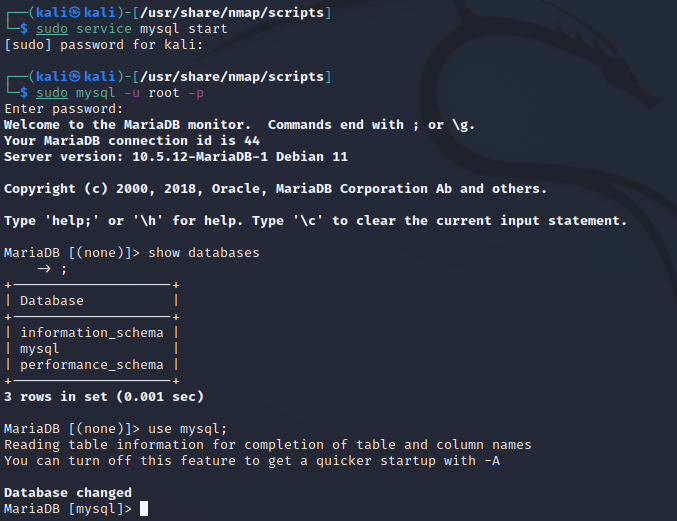 ┌──(kali㉿kali)-[/usr/share/nmap/scripts]
└─$ sudo service mysql start
[sudo] password for kali:
┌──(kali㉿kali)-[/usr/share/nmap/scripts]
└─$ sudo mysql -u root -p
Enter password:
Welcome to the MariaDB monitor.  Commands end with ; or \g.
Your MariaDB connection id is 44
Server version: 10.5.12-MariaDB-1 Debian 11
Copyright (c) 2000, 2018, Oracle, MariaDB Corporation Ab and others.
Type 'help;' or '\h' for help. Type '\c' to clear the current input statement.
MariaDB [(none)]> show databases
    -> ;
+--------------------+
| Database           |
+--------------------+
| information_schema |
| mysql              |
| performance_schema |
+--------------------+
3 rows in set (0.001 sec)
MariaDB [(none)]> use mysql;
Reading table information for completion of table and column names
You can turn off this feature to get a quicker startup with -A
Database changed
MariaDB [mysql]>